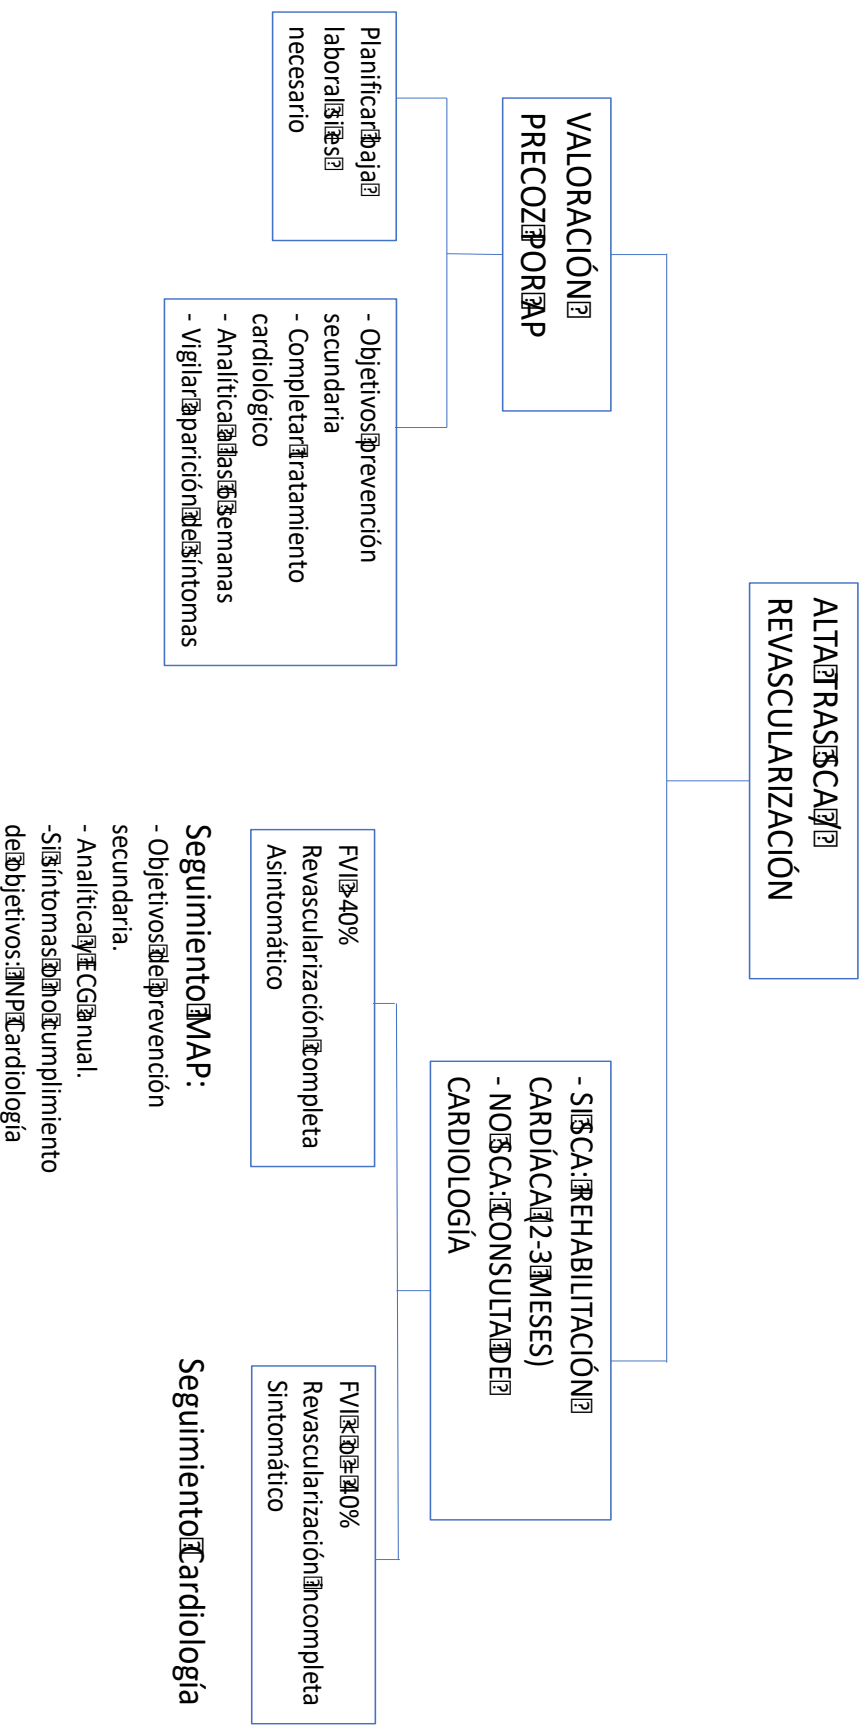 ALTA TRAS SCA /
REVASCULARIZACIÓN
VALORACIÓN
PRECOZ POR AP
Planificar baja
laboral si es
necesario
- Objetivos prevención
secundaria
- Completar tratamiento
cardiológico
- Analítica a las 6 semanas
- Vigilar aparición de síntomas
- SI SCA: REHABILITACIÓN
CARDÍACA (2-3 MESES)
- NO SCA: CONSULTA DE
CARDIOLOGÍA
FVI >40%
Revascularización completa
Asintomático
Seguimiento MAP:
- Objetivos de prevención
secundaria.
- Analítica y ECG anual.
-Si síntomas o no cumplimiento
de objetivos: INP Cardiología
FVI < o = 40%
Revascularización incompleta
Sintomático
Seguimiento Cardiología